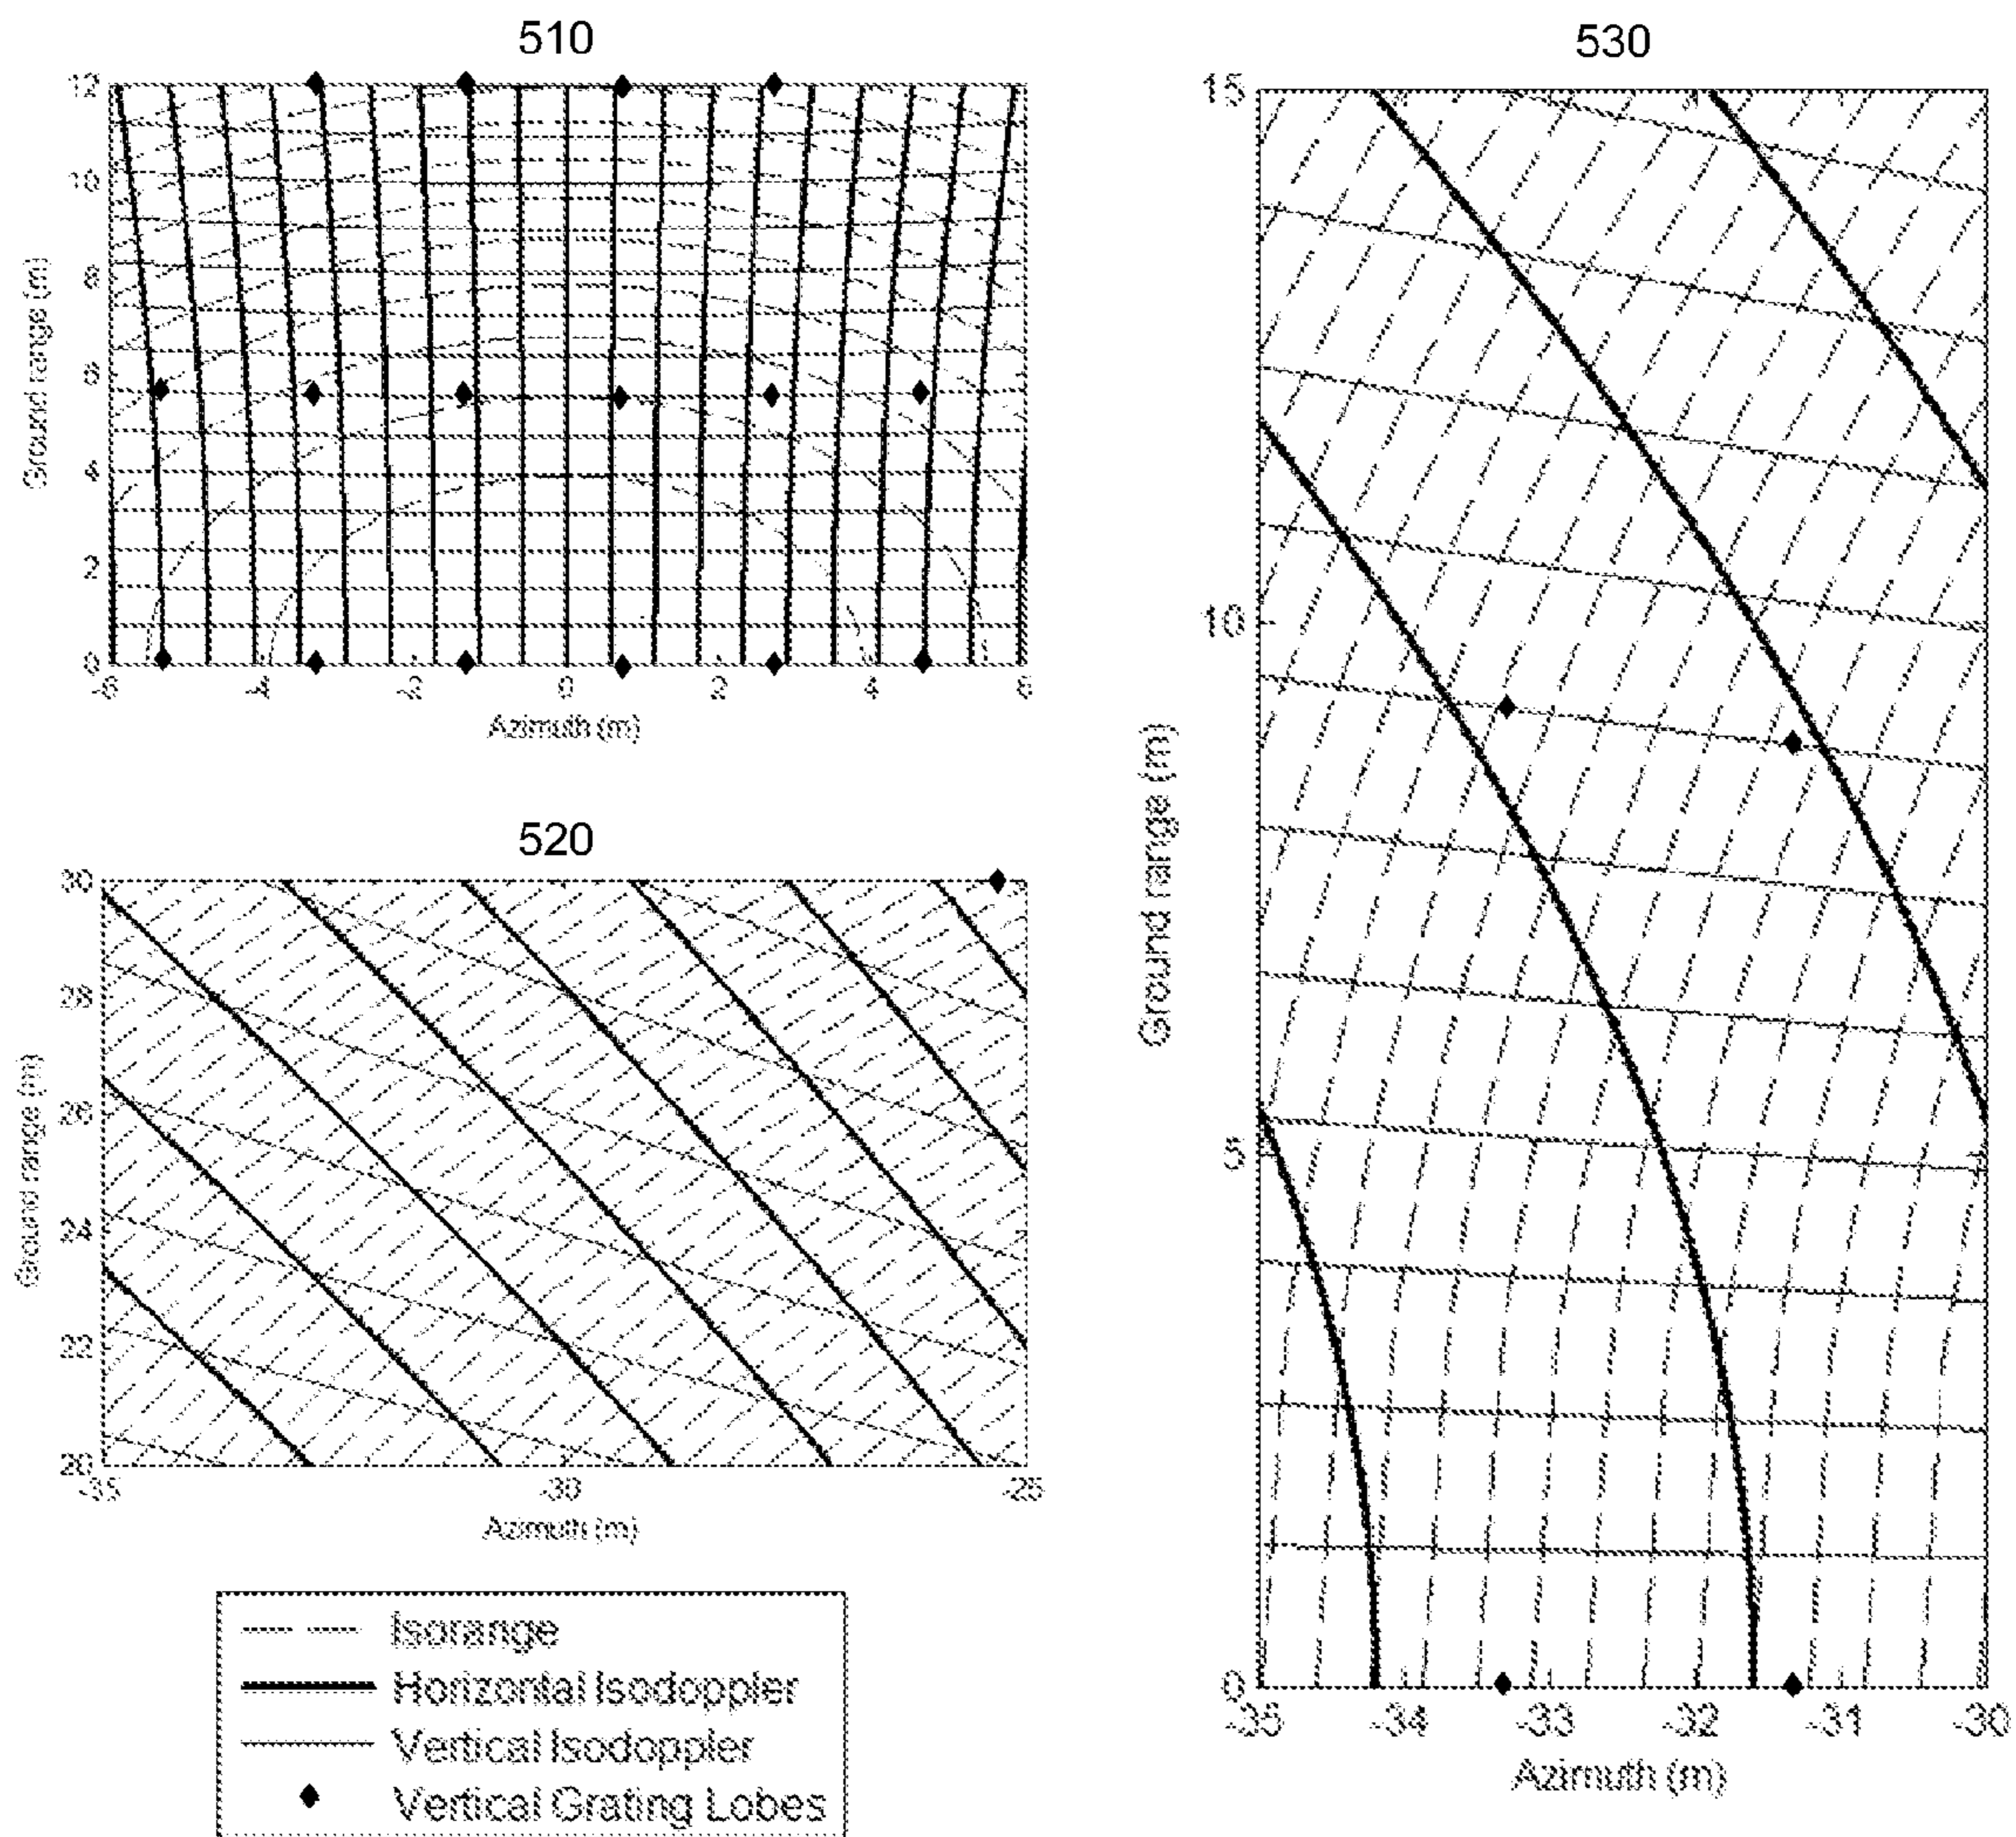 510
12
10
8
6
4
2
0
Ground range (m)
-6 -4 -2 0 2 4 6
Azimuth (m)
520
30
28
26
24
22
20
Ground range (m)
-35 -30 -25
Azimuth (m)
Isorange
Horizontal Isodoppler
Vertical Isodoppler
Vertical Grating Lobes
530
15
10
5
0
Ground range (m)
-35 -34 -33 -32 -31 -30
Azimuth (m)